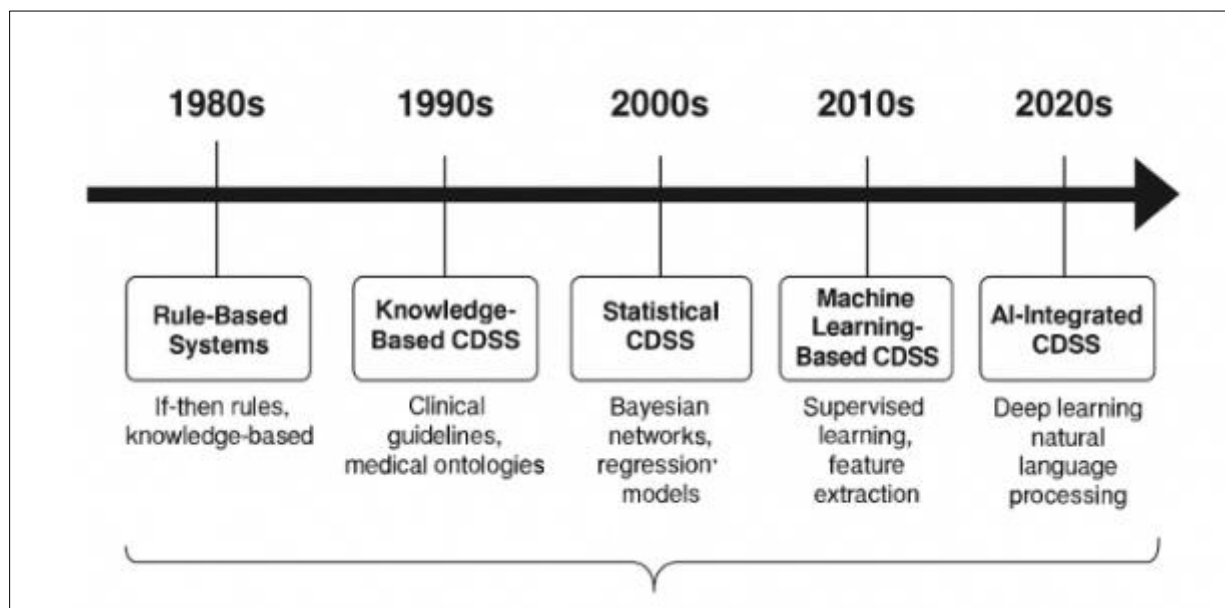 1980s
1990s
2000s
2010s
2020s
Rule-Based
Systems
If-then rules,
knowledge-based
Knowledge-
Based CDSS
Clinical
guidelines,
medical ontologies
Statistical
CDSS
Bayesian
networks,
regression
models
Machine
Learning-
Based CDSS
Supervised
learning,
feature
extraction
AI-Integrated
CDSS
Deep learning
natural
language
processing